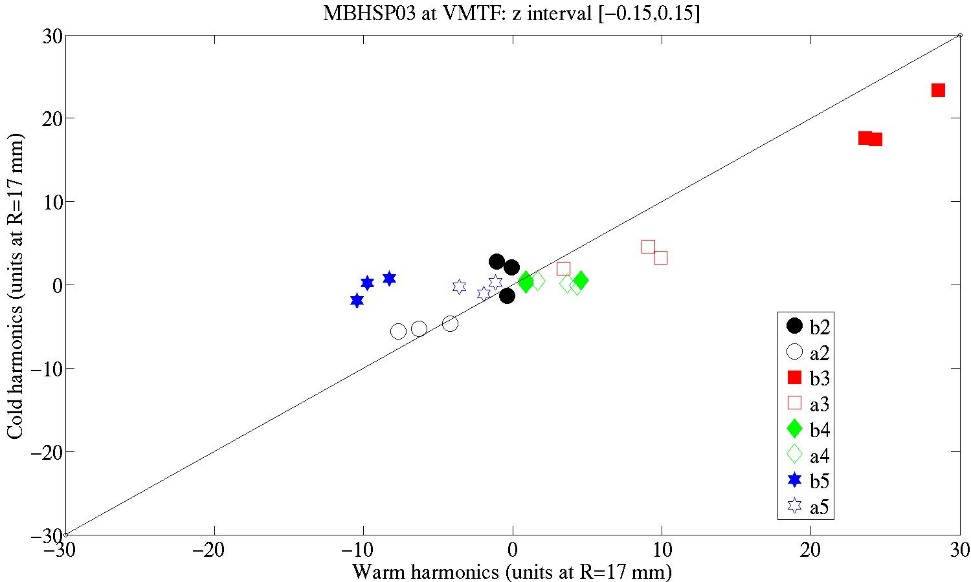 MBHSP03 at VMTF: z interval [−0.15,0.15]
Cold harmonics (units at R=17 mm)
30
20
10
0
−10
−20
−30
−30
−20
−10
0
10
20
30
Warm harmonics (units at R=17 mm)
b2
a2
b3
a3
b4
a4
b5
a5